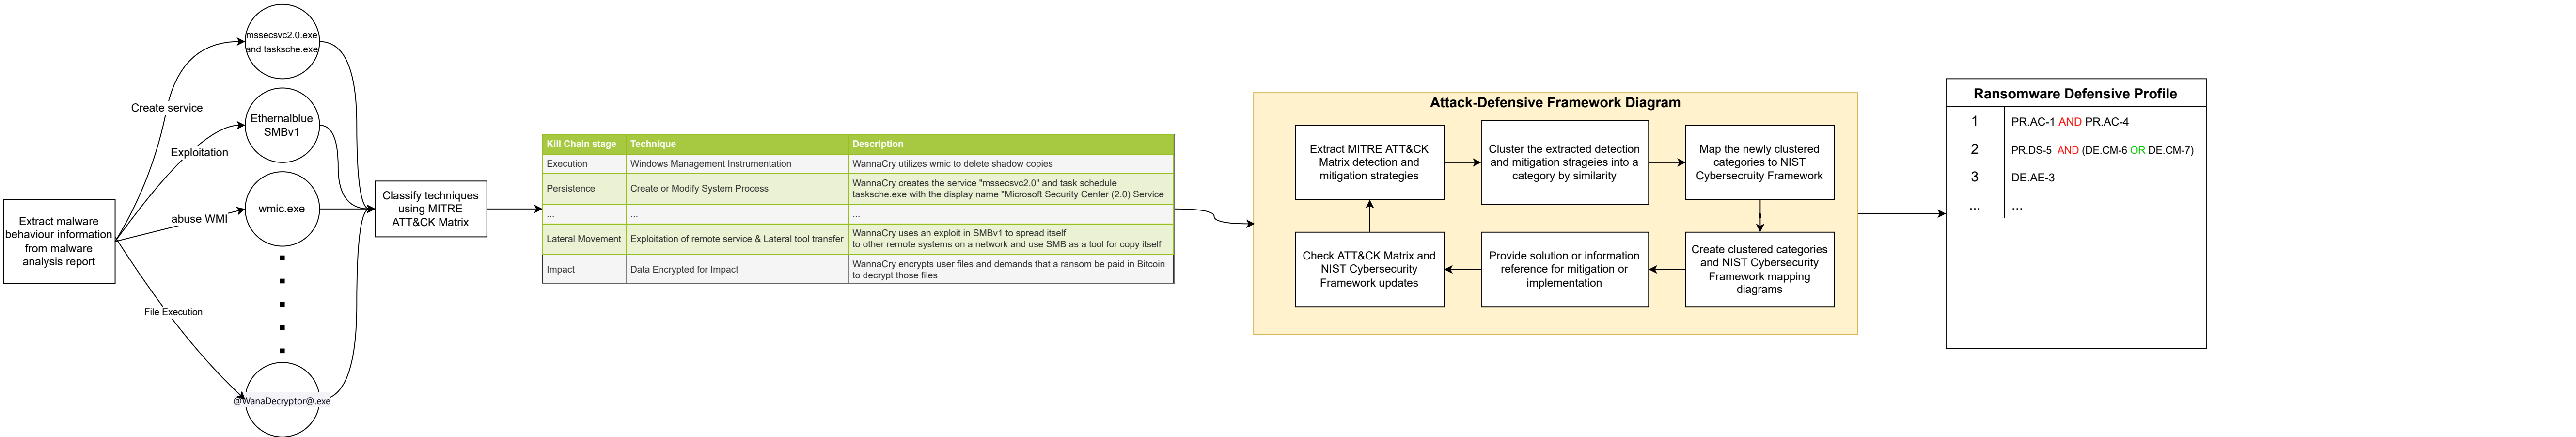 Extract malware
behaviour information
from malware
analysis report
Create service
Exploitation
abuse WMI
File Execution
mssecsvc2.0.exe
and tasksche.exe
Ethernalblue
SMBv1
wmic.exe
@WanaDecryptor@.exe
Classify techniques
using MITRE
ATT&CK Matrix
Kill Chain stage Technique Description
Execution Windows Management Instrumentation WannaCry utilizes wmic to delete shadow copies
Persistence Create or Modify System Process WannaCry creates the service "mssecsvc2.0" and task schedule
tasksche.exe with the display name "Microsoft Security Center (2.0) Service
... ... ...
Lateral Movement Exploitation of remote service & Lateral tool transfer WannaCry uses an exploit in SMBv1 to spread itself
to other remote systems on a network and use SMB as a tool for copy itself
Impact Data Encrypted for Impact WannaCry encrypts user files and demands that a ransom be paid in Bitcoin
to decrypt those files
Attack-Defensive Framework Diagram
Extract MITRE ATT&CK
Matrix detection and
mitigation strategies
Cluster the extracted detection
and mitigation strageies into a
category by similarity
Map the newly clustered
categories to NIST
Cybersecruity Framework
Create clustered categories
and NIST Cybersecurity
Framework mapping
diagrams
Provide solution or information
reference for mitigation or
implementation
Check ATT&CK Matrix and
NIST Cybersecurity
Framework updates
Ransomware Defensive Profile
1 PR.AC-1 AND PR.AC-4
2 PR.DS-5 AND (DE.CM-6 OR DE.CM-7)
3 DE.AE-3
... ...